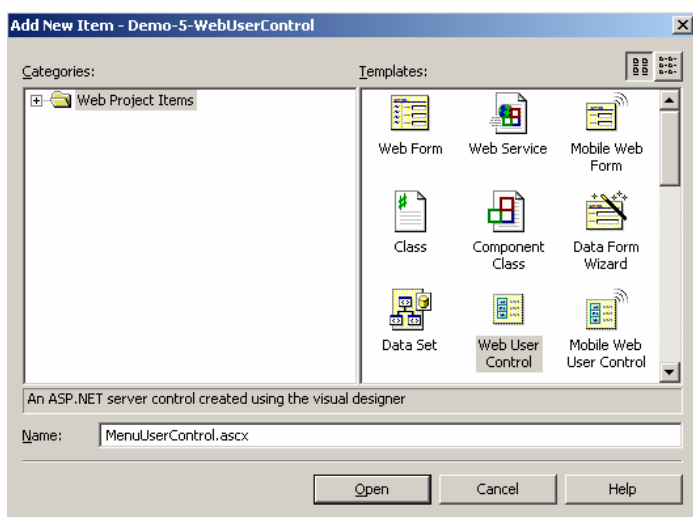 Add New Item - Demo-5-WebUserControl
Categories:
Templates:
Web Project Items
Web Form
Web Service
Mobile Web
Form
Class
Component
Class
Data Form
Wizard
Data Set
Web User
Control
Mobile Web
User Control
An ASP.NET server control created using the visual designer
Name:
MenuUserControl.ascx
Open
Cancel
Help